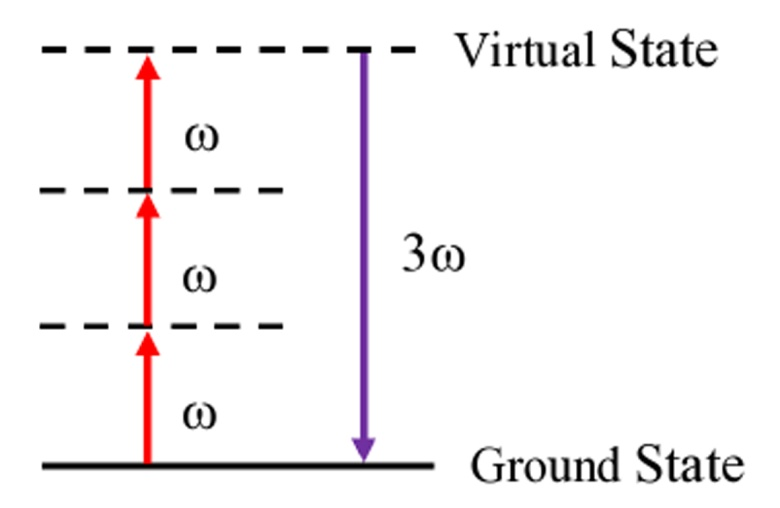 Virtual State
ω
3ω
ω
ω
Ground State